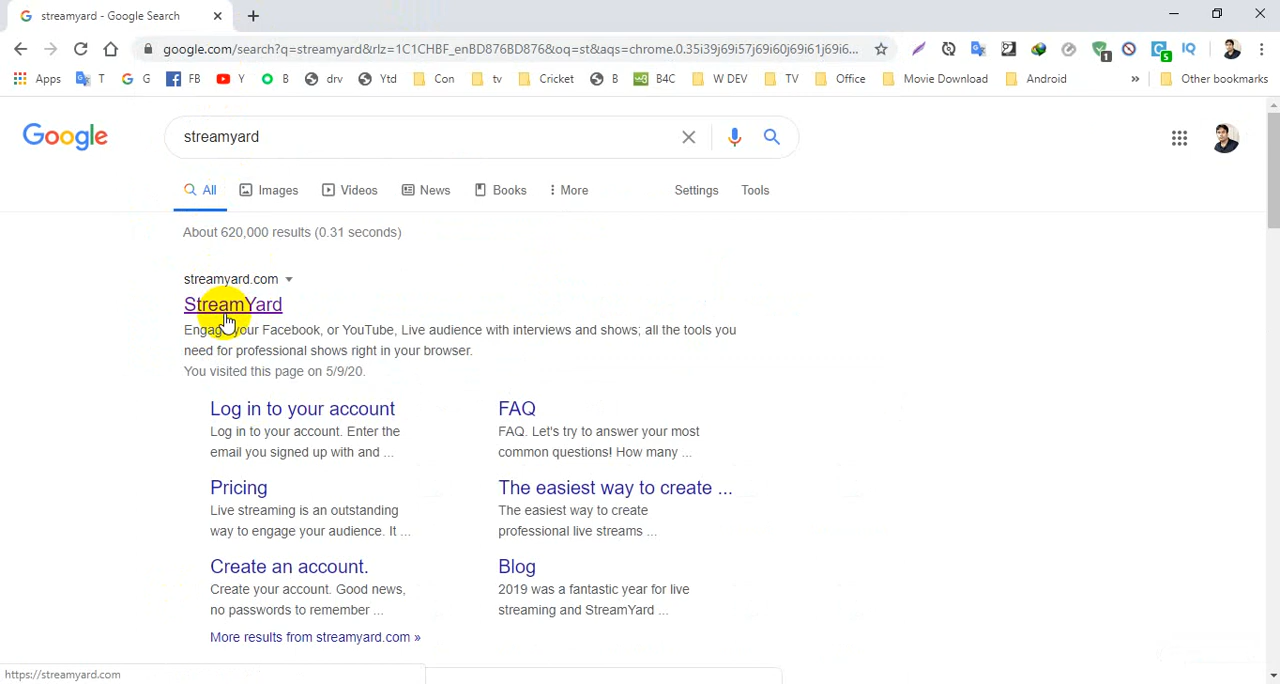 streamyard - Google Search
google.com/search?q=streamyard&rlz=1C1CHBF_enBD876BD876&oq=st&aqs=chrome.0.35i39j69i57j69i60j69i61j69i6...
1
5
IQ
Apps T G FB Y B drv Ytd Con tv Cricket B B4C W DEV TV Office Movie Download Android » Other bookmarks
Google
streamyard
All Images Videos News Books More Settings Tools
About 620,000 results (0.31 seconds)
streamyard.com
StreamYard
Engage your Facebook, or YouTube, Live audience with interviews and shows; all the tools you
need for professional shows right in your browser.
You visited this page on 5/9/20.
Log in to your account
Log in to your account. Enter the
email you signed up with and ...
FAQ
FAQ. Let's try to answer your most
common questions! How many ...
Pricing
Live streaming is an outstanding
way to engage your audience. It ...
The easiest way to create ...
The easiest way to create
professional live streams ...
Create an account.
Create your account. Good news,
no passwords to remember ...
Blog
2019 was a fantastic year for live
streaming and StreamYard ...
More results from streamyard.com »
https://streamyard.com